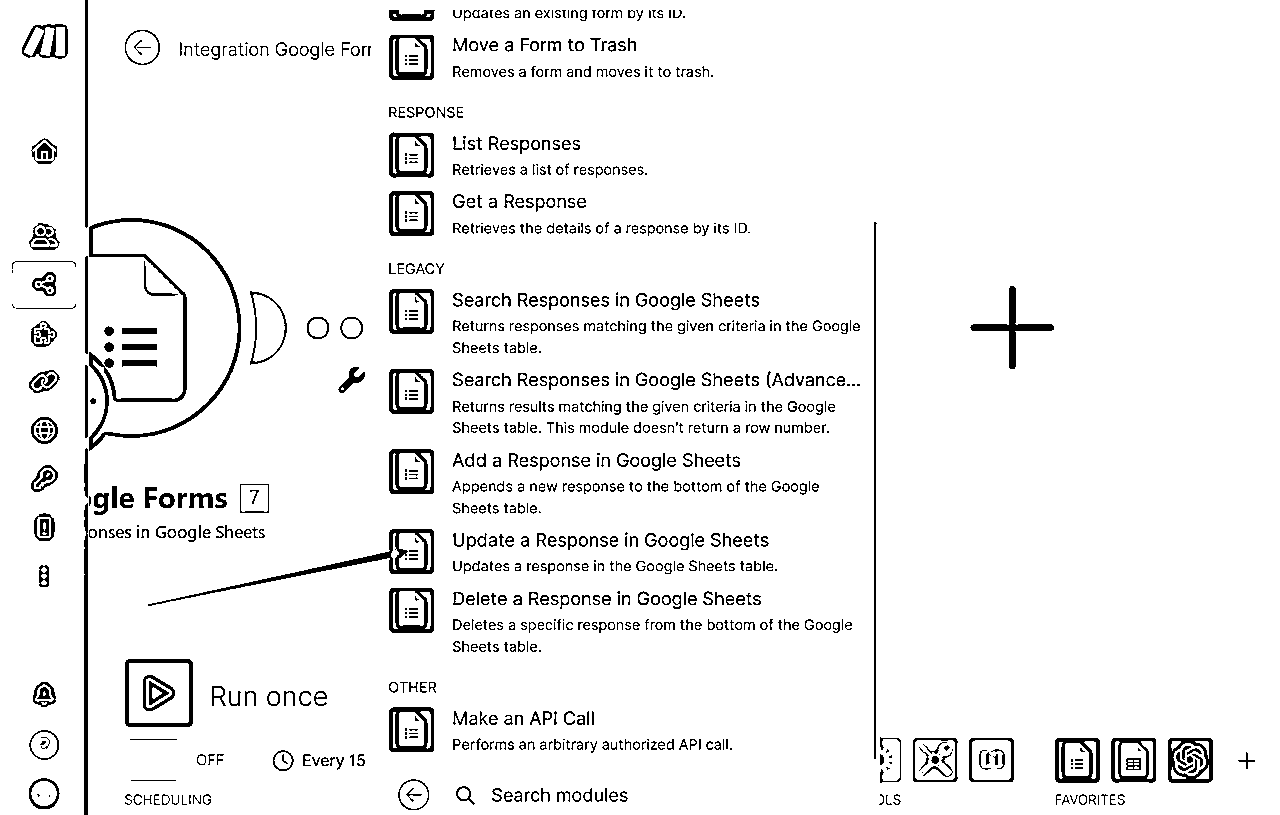 Updates an existing form by its ID.
Integration Google For
Move a Form to Trash
Removes a form and moves it to trash.
RESPONSE
List Responses
Retrieves a list of responses.
Get a Response
Retrieves the details of a response by its ID.
LEGACY
Search Responses in Google Sheets
Returns responses matching the given criteria in the Google
Sheets table.
Search Responses in Google Sheets (Advance...
Returns results matching the given criteria in the Google
Sheets table. This module doesn't return a row number.
Add a Response in Google Sheets
Appends a new response to the bottom of the Google
Sheets table.
gle Forms 7
onses in Google Sheets
Update a Response in Google Sheets
Updates a response in the Google Sheets table.
Delete a Response in Google Sheets
Deletes a specific response from the bottom of the Google
Sheets table.
OTHER
Make an API Call
Performs an arbitrary authorized API call.
Search modules
Run once
OFF
Every 15
SCHEDULING
OLS
FAVORITES